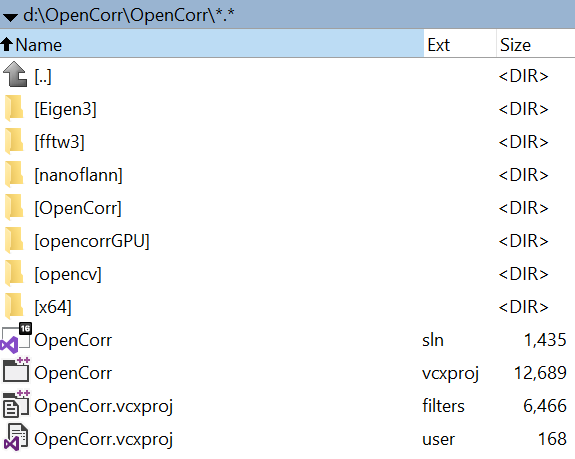 d:\OpenCorr\OpenCorr\*.*
Name Ext Size
[..] <DIR>
[Eigen3] <DIR>
[fftw3] <DIR>
[nanoflann] <DIR>
[OpenCorr] <DIR>
[opencorrGPU] <DIR>
[opencv] <DIR>
[x64] <DIR>
16 OpenCorr sln 1,435
++ OpenCorr vcxproj 12,689
++ OpenCorr.vcxproj filters 6,466
OpenCorr.vcxproj user 168